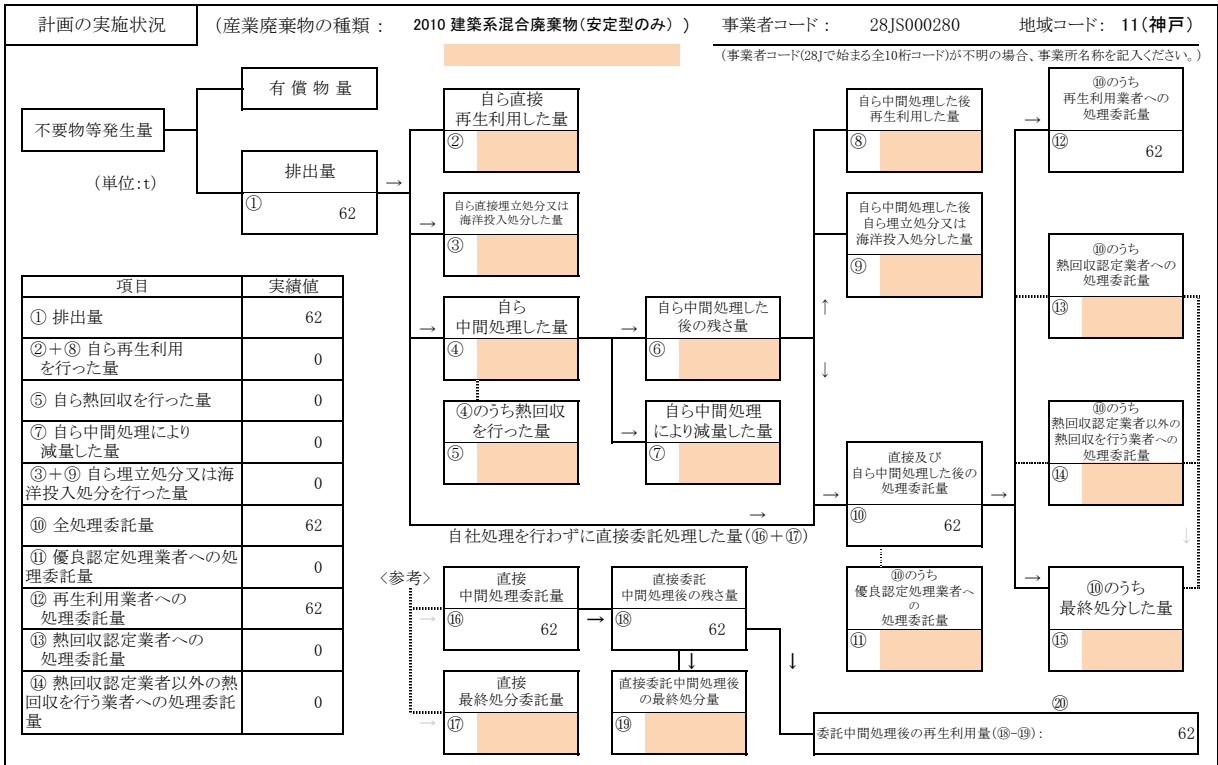 計画の実施状況
(産業廃棄物の種類： 2010 建築系混合廃棄物(安定型のみ) )
事業者コード： 28JS000280 地域コード： 11(神戸)
(事業者コード(28Jで始まる全10桁コード)が不明の場合、事業所名称を記入ください。)
不要物等発生量
(単位:t)
有償物量
排出量
→
① 62
自ら直接
再生利用した量
②
→
自ら直接埋立処分又は
海洋投入処分した量
③
→
自ら
中間処理した量
④
④のうち熱回収
を行った量
⑤
→
自ら中間処理した
後の残さ量
⑥
→
自ら中間処理
により減量した量
⑦
自ら中間処理した後
再生利用した量
⑧
自ら中間処理した後
自ら埋立処分又は
海洋投入処分した量
⑨
↑
↓
→
直接及び
自ら中間処理した後の
処理委託量
⑩ 62
→
⑩のうち
優良認定処理業者へ
の
処理委託量
⑪
→
⑩のうち
再生利用業者への
処理委託量
⑫ 62
⑩のうち
熱回収認定業者への
処理委託量
⑬
⑩のうち
熱回収認定業者以外の
熱回収を行う業者への
処理委託量
⑭
↓
→
⑩のうち
最終処分した量
⑮
→
自社処理を行わずに直接委託処理した量(⑯+⑰)
項目 実績値
① 排出量 62
②+⑧ 自ら再生利用
を行った量 0
⑤ 自ら熱回収を行った量 0
⑦ 自ら中間処理により
減量した量 0
③+⑨ 自ら埋立処分又は海
洋投入処分を行った量 0
⑩ 全処理委託量 62
⑪ 優良認定処理業者への処
理委託量 0
⑫ 再生利用業者への
処理委託量 62
⑬ 熱回収認定業者への
処理委託量 0
⑭ 熱回収認定業者以外の熱
回収を行う業者への処理委託
量 0
<参考>
→
直接
中間処理委託量
⑯ 62
→
直接委託
中間処理後の残さ量
⑱ 62
→
直接
最終処分委託量
⑰
↓
直接委託中間処理後
の最終処分量
⑲
↓
⑳
委託中間処理後の再生利用量(⑱-⑲)： 62